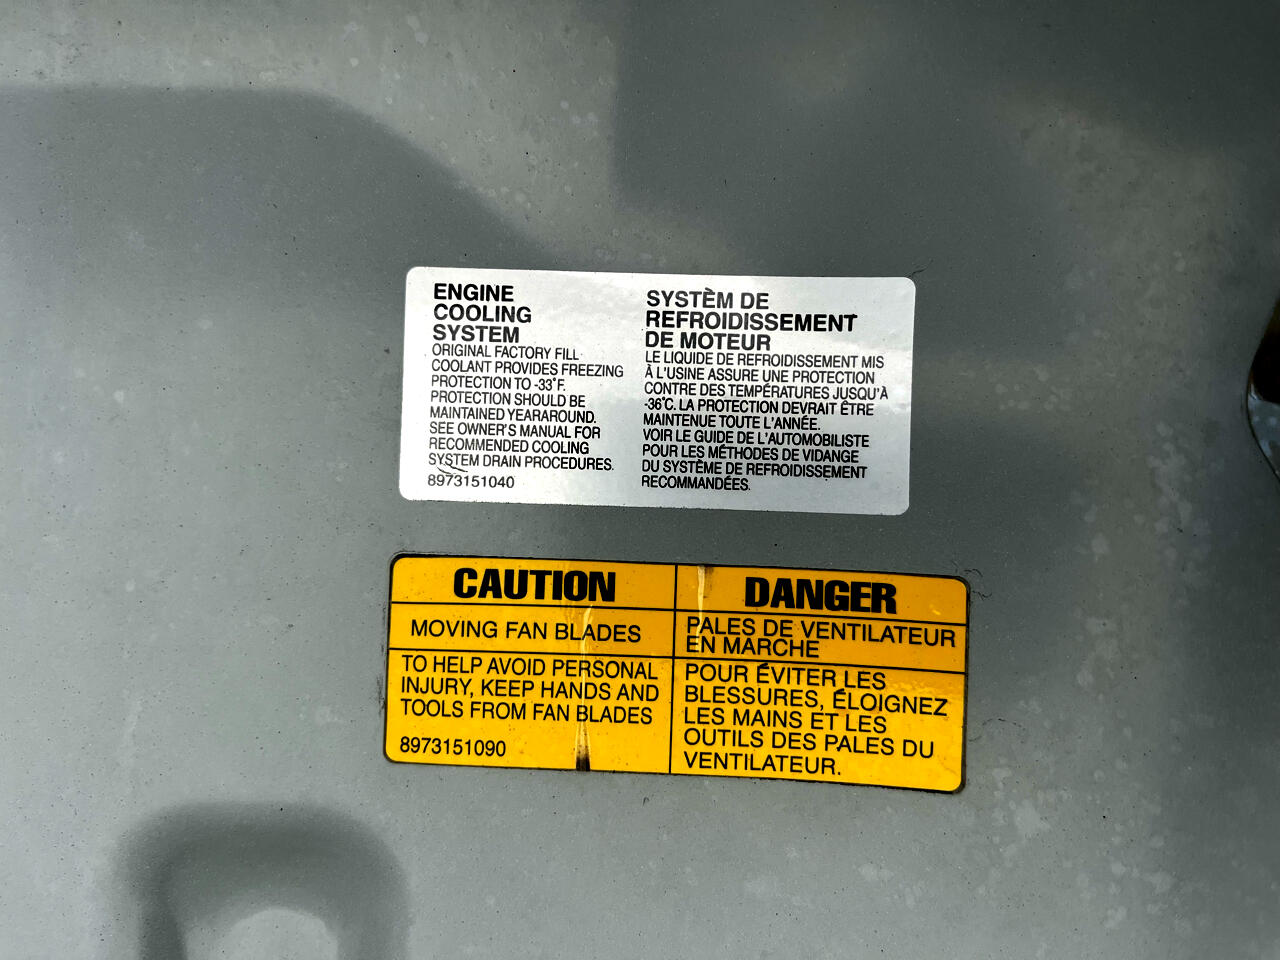 ENGINE
COOLING
SYSTEM
ORIGINAL FACTORY FILL
COOLANT PROVIDES FREEZING
PROTECTION TO -33°F.
PROTECTION SHOULD BE
MAINTAINED YEARAROUND.
SEE OWNER'S MANUAL FOR
RECOMMENDED COOLING
SYSTEM DRAIN PROCEDURES.
8973151040
SYSTÈM DE
REFROIDISSEMENT
DE MOTEUR
LE LIQUIDE DE REFROIDISSEMENT MIS
À L'USINE ASSURE UNE PROTECTION
CONTRE DES TEMPÉRATURES JUSQU'À
-36°C. LA PROTECTION DEVRAIT ÊTRE
MAINTENUE TOUTE L'ANNÉE.
VOIR LE GUIDE DE L'AUTOMOBILISTE
POUR LES MÉTHODES DE VIDANGE
DU SYSTÈME DE REFROIDISSEMENT
RECOMMANDÉES.
CAUTION
MOVING FAN BLADES
TO HELP AVOID PERSONAL
INJURY, KEEP HANDS AND
TOOLS FROM FAN BLADES
8973151090
DANGER
PALES DE VENTILATEUR
EN MARCHE
POUR ÉVITER LES
BLESSURES, ÉLOIGNEZ
LES MAINS ET LES
OUTILS DES PALES DU
VENTILATEUR.